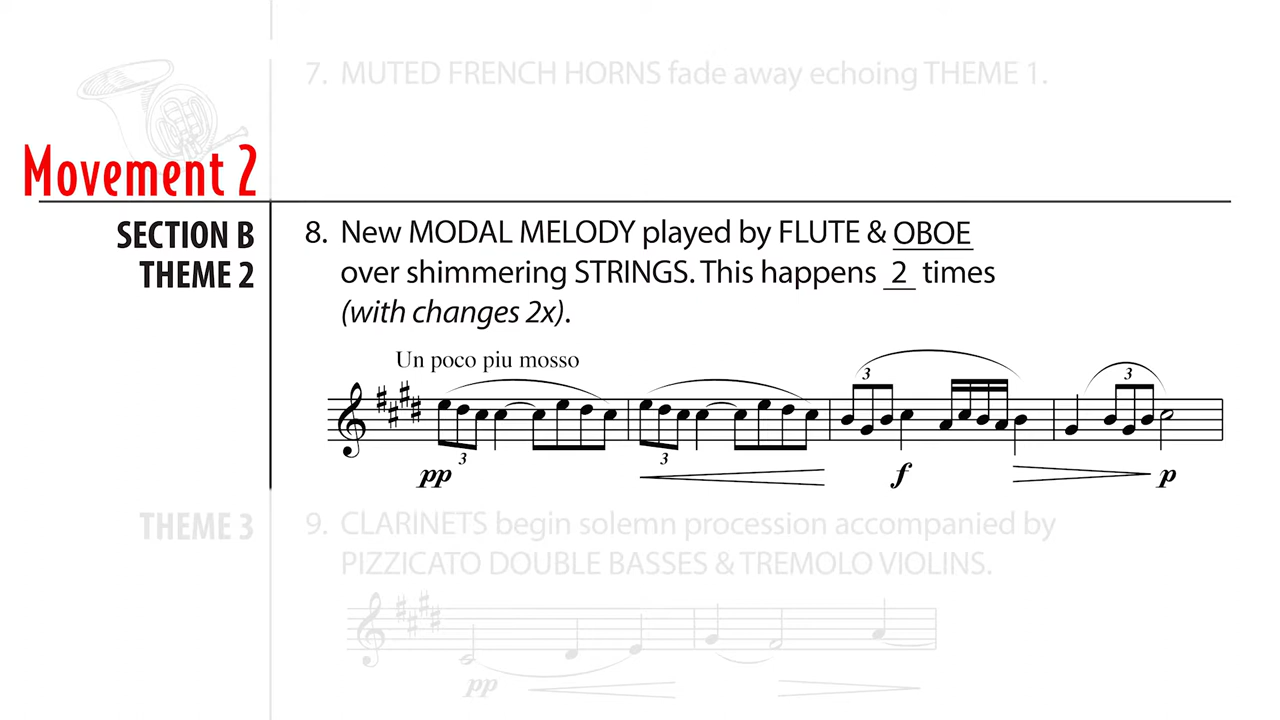 7. MUTED FRENCH HORNS fade away echoing THEME 1.
Movement 2
SECTION B
THEME 2
8. New MODAL MELODY played by FLUTE & OBOE
over shimmering STRINGS. This happens 2 times
(with changes 2x).
Un poco piu mosso
3
3
3 3
pp f p
THEME 3
9. CLARINETS begin solemn procession accompanied by
PIZZICATO DOUBLE BASSES & TREMOLO VIOLINS.
pp